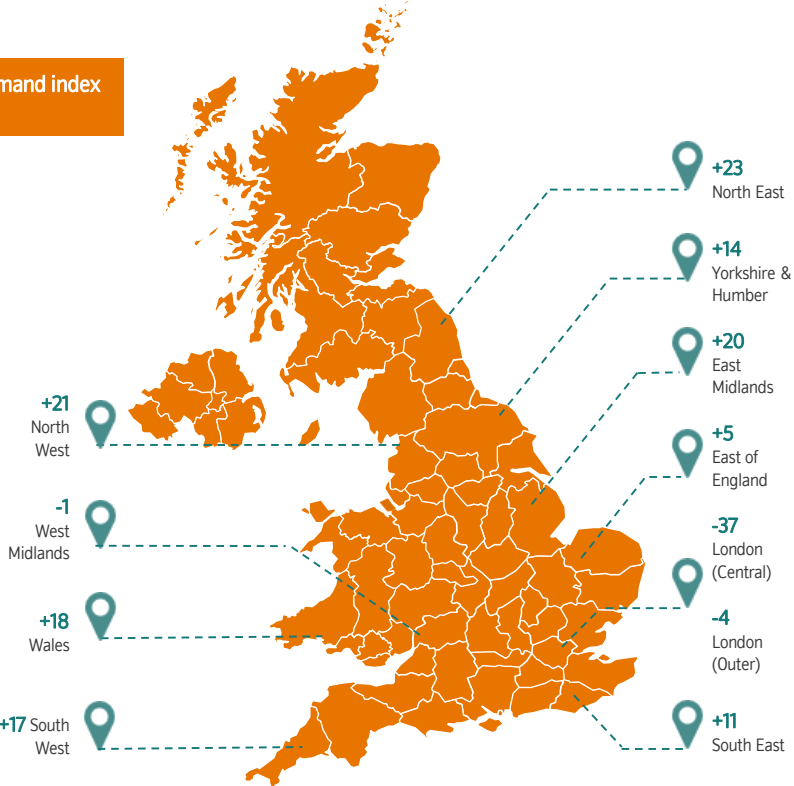 index
+23
North East
+14
Yorkshire &
Humber
+20
East
Midlands
+5
East of
England
-37
London
(Central)
-4
London
(Outer)
+11
South East
+21
North
West
-1
West
Midlands
+18
Wales
+17 South
West